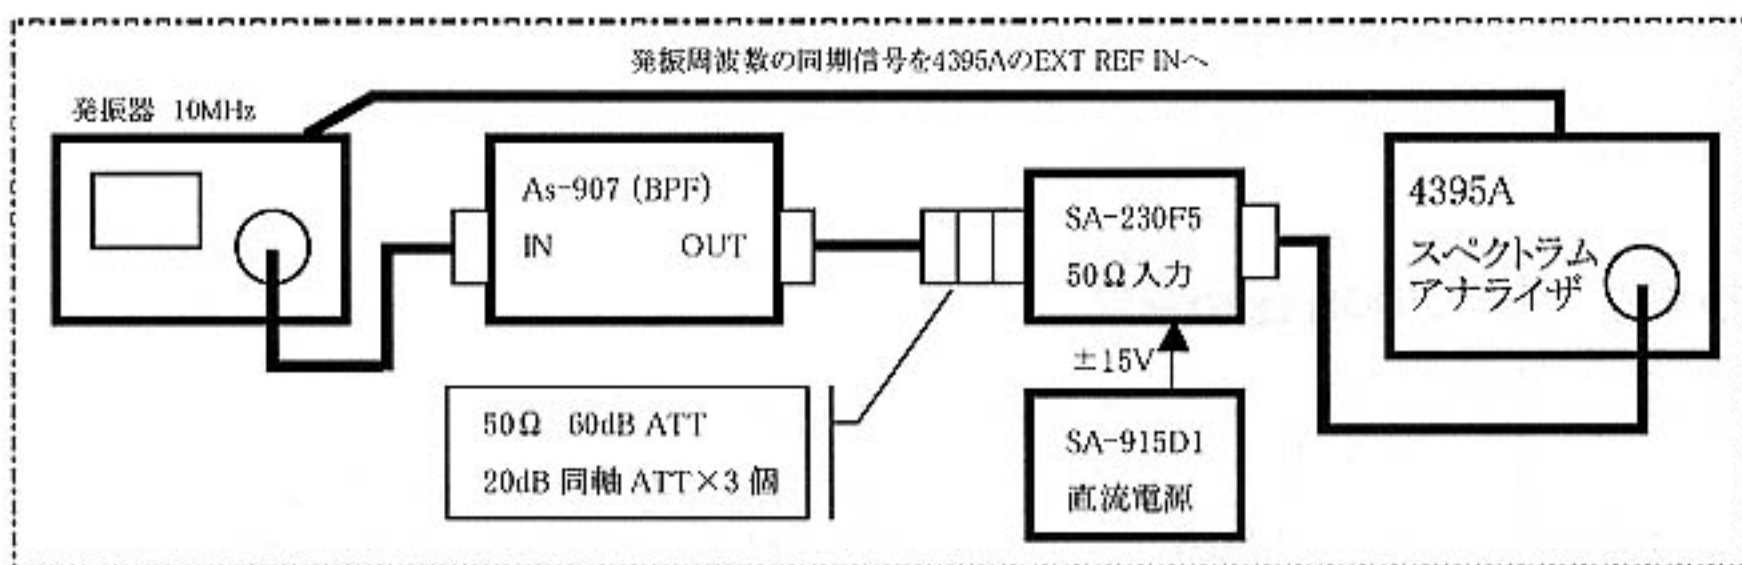 発振周波数の同期信号を4395AのEXT REF INへ
発振器 10MHz
As-907 (BPF)
IN OUT
SA-230F5
50Ω入力
4395A
スペクトラム
アナライザ
±15V
50Ω 60dB ATT
20dB 同軸 ATT×3 個
SA-915D1
直流電源